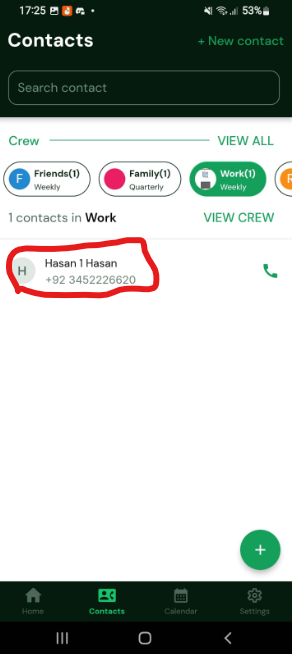 17:25 53%
Contacts + New contact
Search contact
Crew VIEW ALL
F Friends(1) Weekly Family(1) Quarterly Work(1) Weekly
1 contacts in Work VIEW CREW
H Hasan 1 Hasan
+92 3452226620
+
Home Contacts Calendar Settings